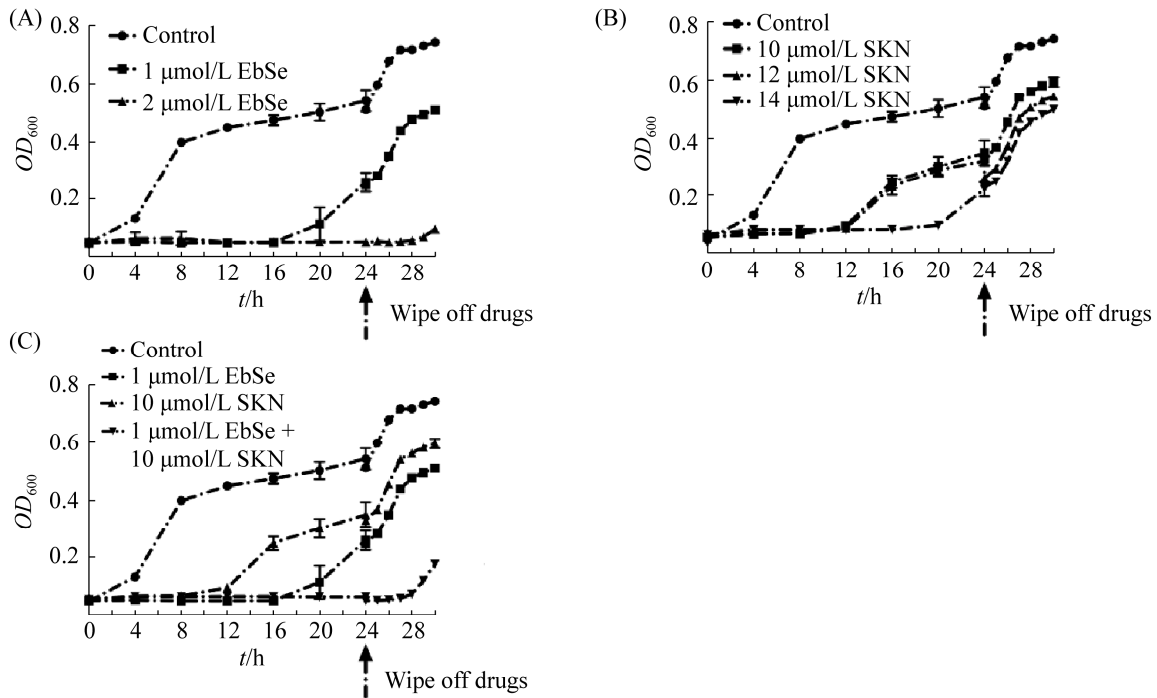 (A)
0.8
Control
1 μmol/L EbSe
2 μmol/L EbSe
0.6
0.4
0.2
OD600
0 4 8 12 16 20 24 28
t/h
Wipe off drugs
(B)
0.8
Control
10 μmol/L SKN
12 μmol/L SKN
14 μmol/L SKN
0.6
0.4
0.2
OD600
0 4 8 12 16 20 24 28
t/h
Wipe off drugs
(C)
Control
1 μmol/L EbSe
10 μmol/L SKN
1 μmol/L EbSe +
10 μmol/L SKN
0.8
0.6
0.4
0.2
OD600
0 4 8 12 16 20 24 28
t/h
Wipe off drugs